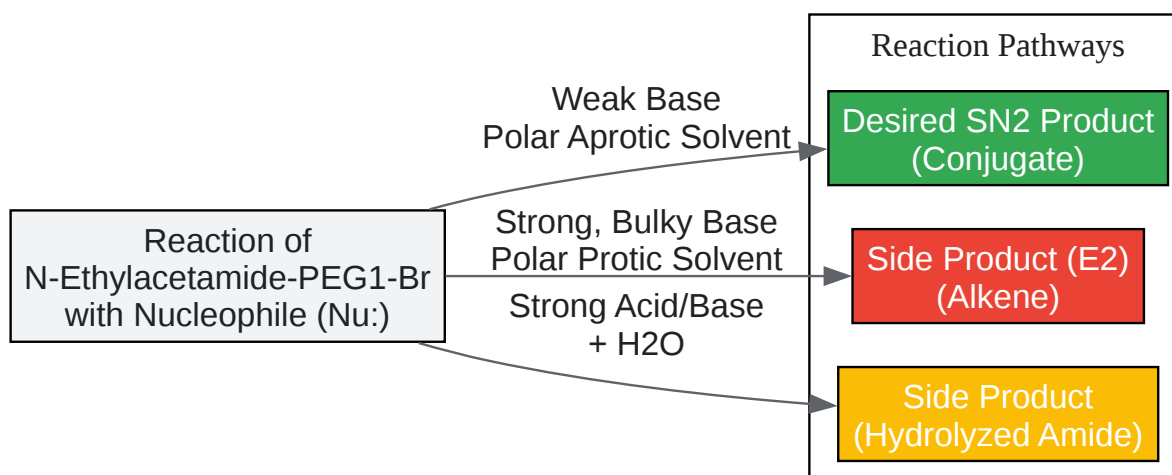 Reaction Pathways
Weak Base
Polar Aprotic Solvent
Desired SN2 Product
(Conjugate)
Reaction of
N-Ethylacetamide-PEG1-Br
with Nucleophile (Nu:)
Strong, Bulky Base
Polar Protic Solvent
Side Product (E2)
(Alkene)
Strong Acid/Base
+ H2O
Side Product
(Hydrolyzed Amide)